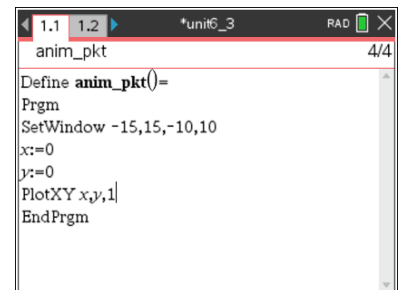 1.1 1.2 *unit6_3 RAD
anim_pkt 4/4
Define anim_pkt()=
Prgm
SetWindow -15,15,-10,10
x:=0
y:=0
PlotXY x,y,1
EndPrgm